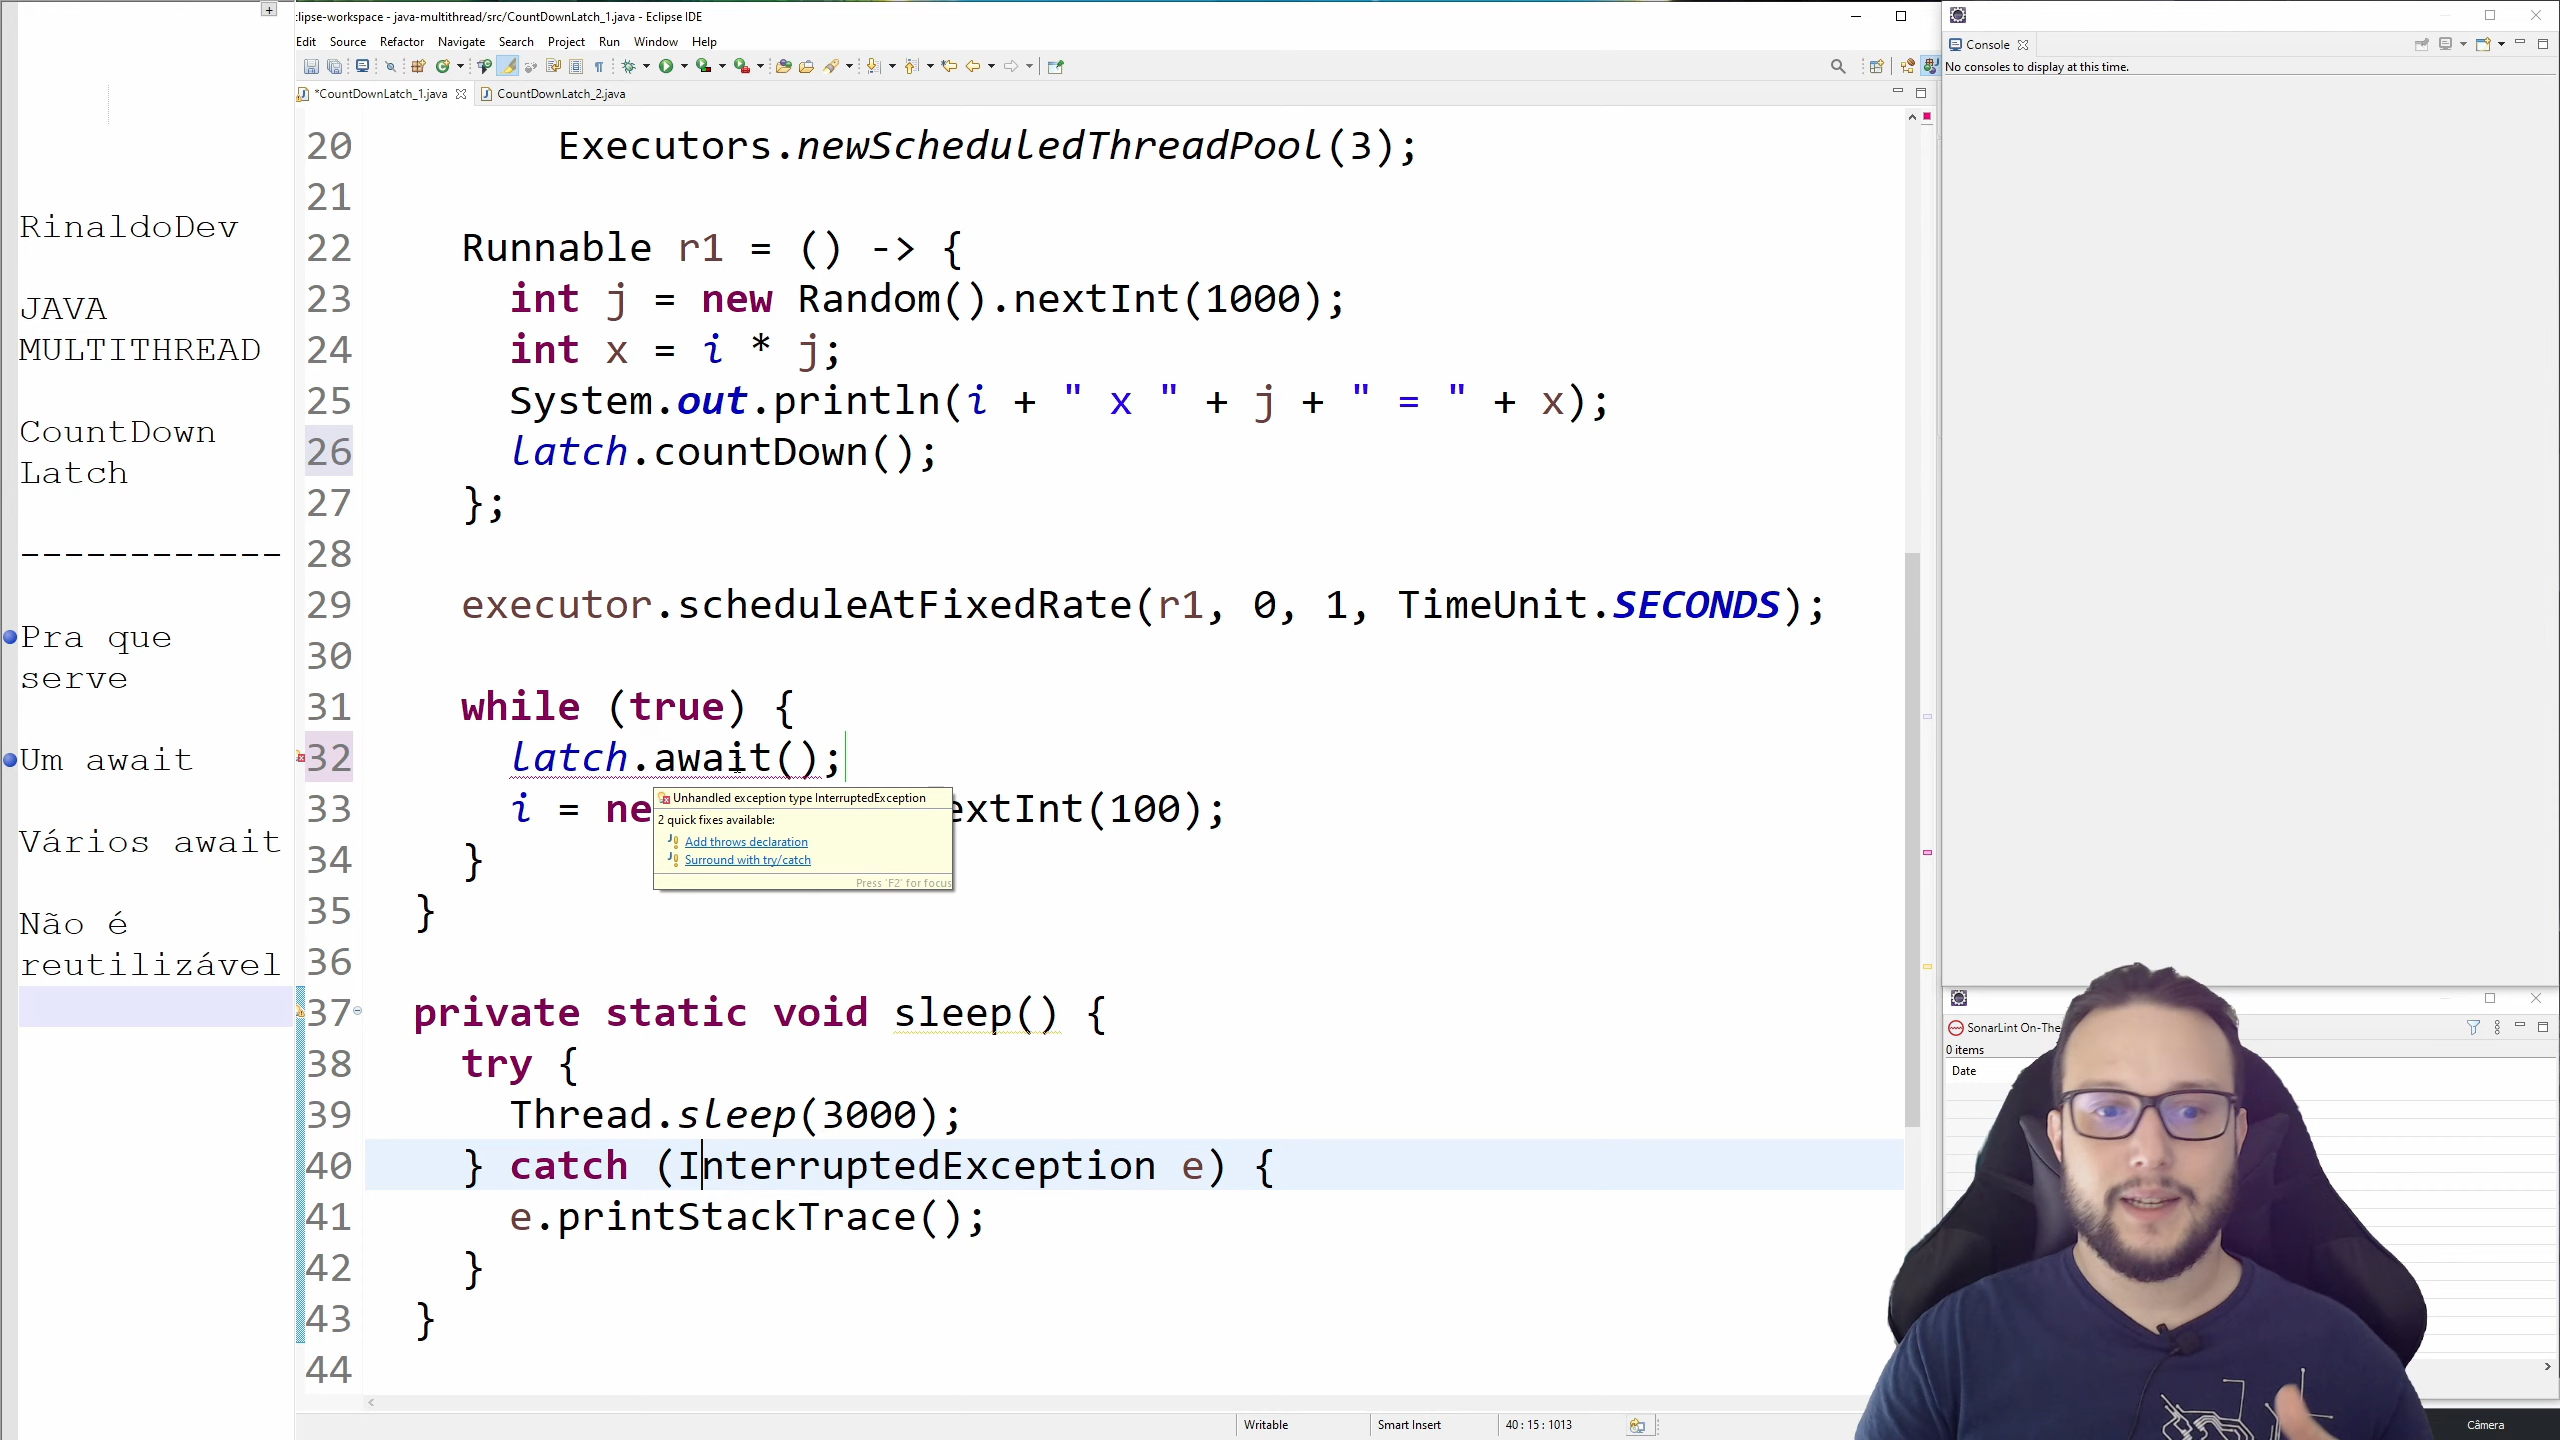 clipse-workspace - java-multithread/src/CountDownLatch_1.java - Eclipse IDE
Edit Source Refactor Navigate Search Project Run Window Help
*CountDownLatch_1.java CountDownLatch_2.java
RinaldoDev
JAVA
MULTITHREAD
CountDown
Latch
------------
Pra que
serve
Um await
Vários await
Não é
reutilizável
20 Executors.newScheduledThreadPool(3);
21
22 Runnable r1 = () -> {
23 int j = new Random().nextInt(1000);
24 int x = i * j;
25 System.out.println(i + " x " + j + " = " + x);
26 latch.countDown();
27 };
28
29 executor.scheduleAtFixedRate(r1, 0, 1, TimeUnit.SECONDS);
30
31 while (true) {
32 latch.await();
33 i = ne extInt(100);
Unhandled exception type InterruptedException
2 quick fixes available:
Add throws declaration
Surround with try/catch
Press 'F2' for focus
34 }
35 }
36
37 private static void sleep() {
38 try {
39 Thread.sleep(3000);
40 } catch (InterruptedException e) {
41 e.printStackTrace();
42 }
43 }
44
Writable Smart Insert 40 : 15 : 1013
Console
No consoles to display at this time.
SonarLint On-The
0 items
Date
Câmera